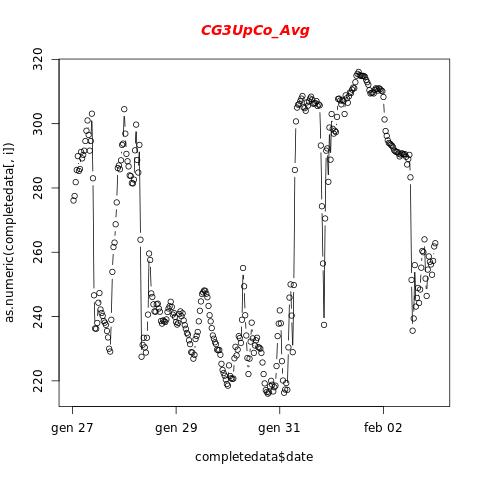 CG3UpCo_Avg
as.numeric(completedata[, i])
320
300
280
260
240
220
gen 27
gen 29
gen 31
feb 02
completedata$date